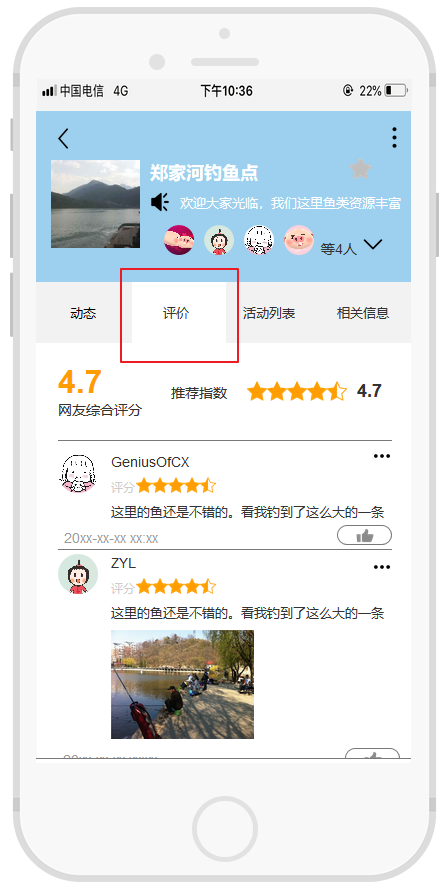 中国电信 4G 下午10:36 22%
郑家河钓鱼点
欢迎大家光临，我们这里鱼类资源丰富
等4人
动态 评价 活动列表 相关信息
4.7
网友综合评分
推荐指数 4.7
GeniusOfCX
评分
这里的鱼还是不错的。看我钓到了这么大的一条
20xx-xx-xx xx:xx
ZYL
评分
这里的鱼还是不错的。看我钓到了这么大的一条